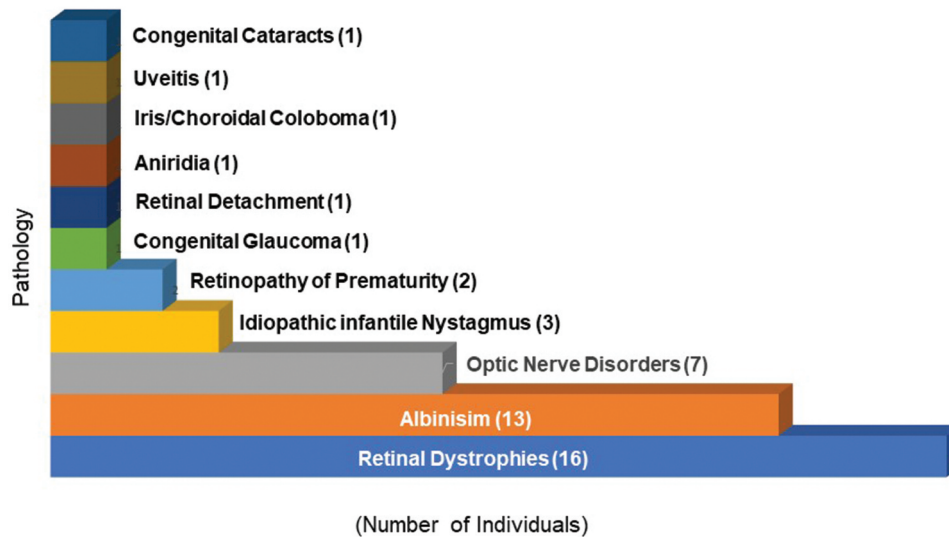 Congenital Cataracts (1)
Uveitis (1)
Iris/Choroidal Coloboma (1)
Aniridia (1)
Retinal Detachment (1)
Congenital Glaucoma (1)
Retinopathy of Prematurity (2)
2
Idiopathic infantile Nystagmus (3)
Optic Nerve Disorders (7)
Albinisim (13)
Retinal Dystrophies (16)
Pathology
(Number of Individuals)